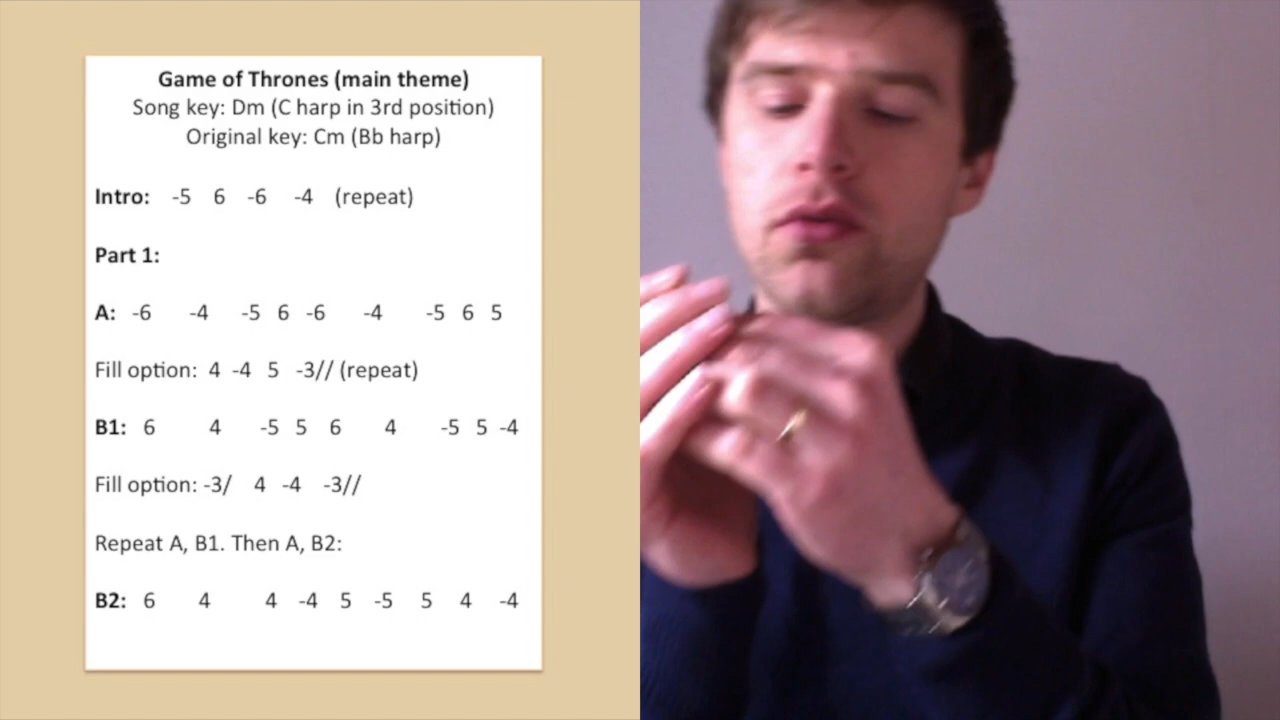 Game of Thrones (main theme)
Song key: Dm (C harp in 3rd position)
Original key: Cm (Bb harp)
Intro: -5 6 -6 -4 (repeat)
Part 1:
A: -6 -4 -5 6 -6 -4 -5 6 5
Fill option: 4 -4 5 -3// (repeat)
B1: 6 4 -5 5 6 4 -5 5 -4
Fill option: -3/ 4 -4 -3//
Repeat A, B1. Then A, B2:
B2: 6 4 4 -4 5 -5 5 4 -4